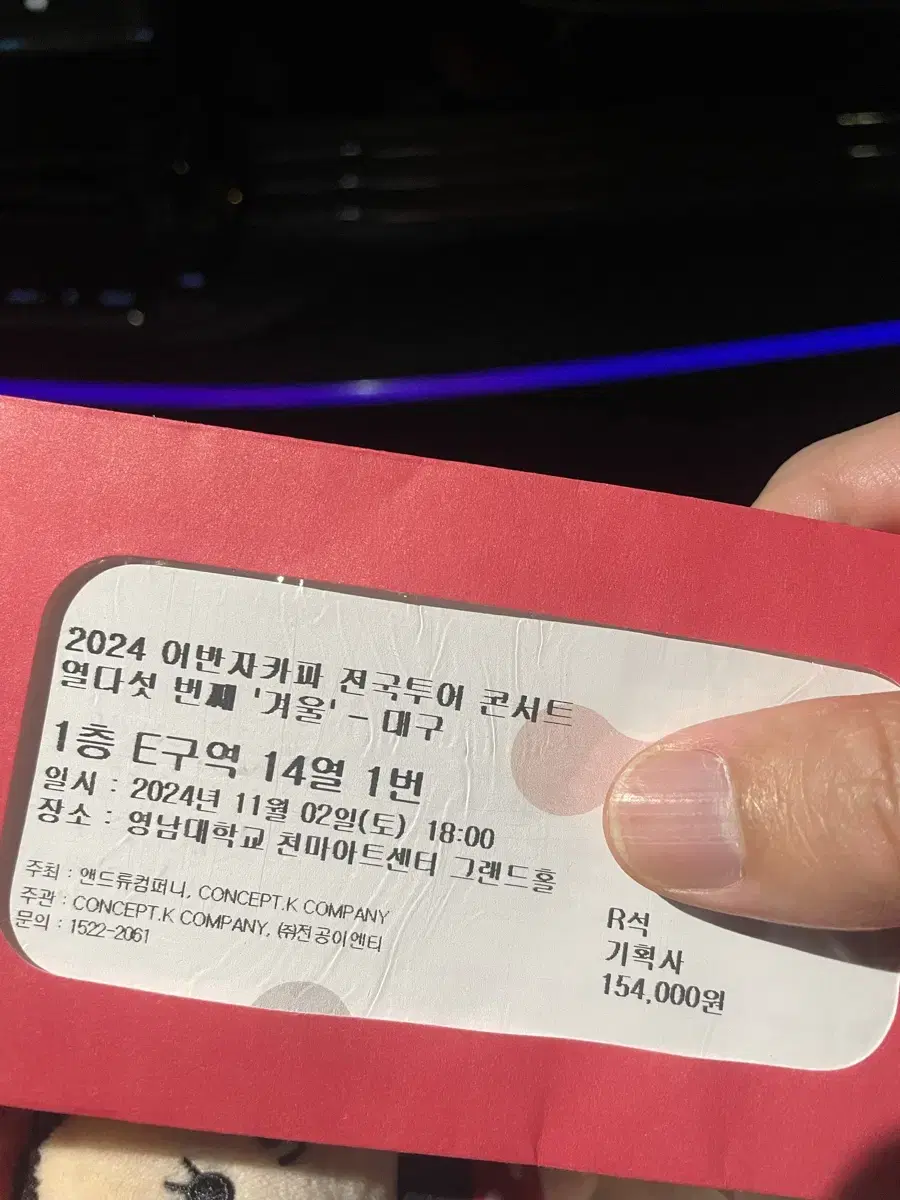 2024 어반자카파 전국투어 콘서트
열다섯 번째 '겨울' - 대구
1층 E구역 14열 1번
일시 : 2024년 11월 02일(토) 18:00
장소 : 영남대학교 천마아트센터 그랜드홀
주최 : 앤드류컴퍼니, CONCEPT.K COMPANY
주관 : CONCEPT.K COMPANY, ㈜전공이엔티
문의 : 1522-2061
R석
기획사
154,000원